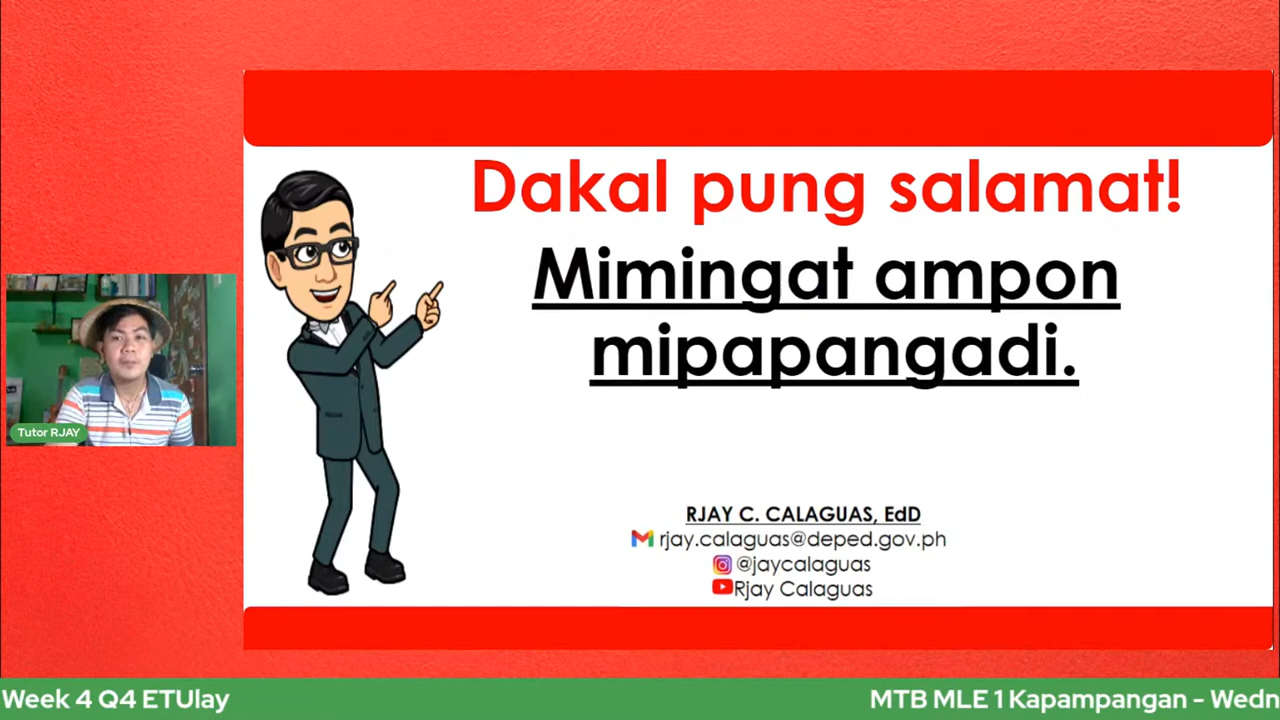 Dakal pung salamat!
Mimingat ampon
mipapangadi.
Tutor RJAY
RJAY C. CALAGUAS, EdD
rjay.calaguas@deped.gov.ph
@jaycalaguas
Rjay Calaguas
Week 4 Q4 ETUlay
MTB MLE 1 Kapampangan - Wedn